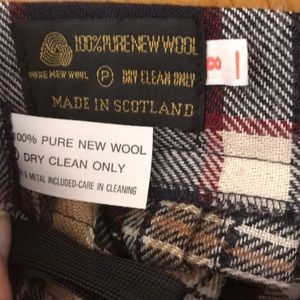 100% PURE NEW WOOL
PURE NEW WOOL P DRY CLEAN ONLY
MADE IN SCOTLAND
8
100% PURE NEW WOOL
DRY CLEAN ONLY
& METAL INCLUDED-CARE IN CLEANING